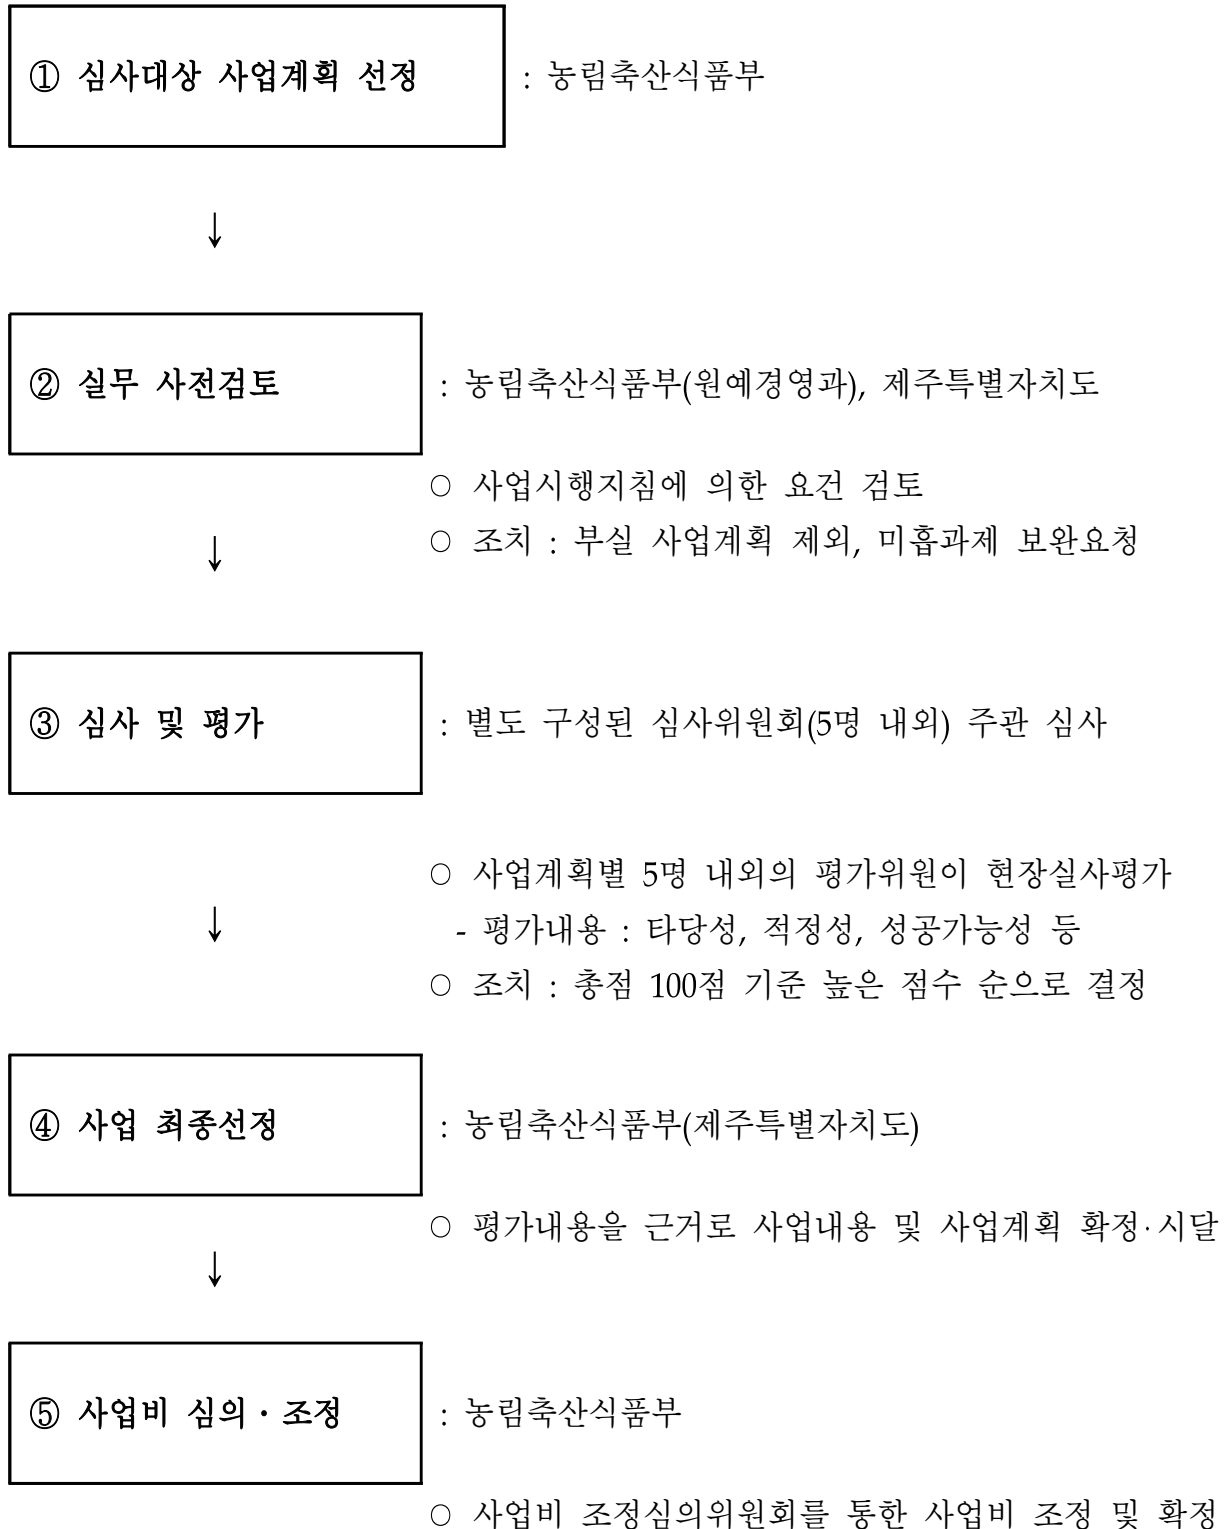 ① 심사대상 사업계획 선정 : 농림축산식품부
↓
② 실무 사전검토 : 농림축산식품부(원예경영과), 제주특별자치도
○ 사업시행지침에 의한 요건 검토
○ 조치 : 부실 사업계획 제외, 미흡과제 보완요청
↓
③ 심사 및 평가 : 별도 구성된 심사위원회(5명 내외) 주관 심사
○ 사업계획별 5명 내외의 평가위원이 현장실사평가
- 평가내용 : 타당성, 적정성, 성공가능성 등
↓
○ 조치 : 총점 100점 기준 높은 점수 순으로 결정
④ 사업 최종선정 : 농림축산식품부(제주특별자치도)
○ 평가내용을 근거로 사업내용 및 사업계획 확정·시달
↓
⑤ 사업비 심의·조정 : 농림축산식품부
○ 사업비 조정심의위원회를 통한 사업비 조정 및 확정